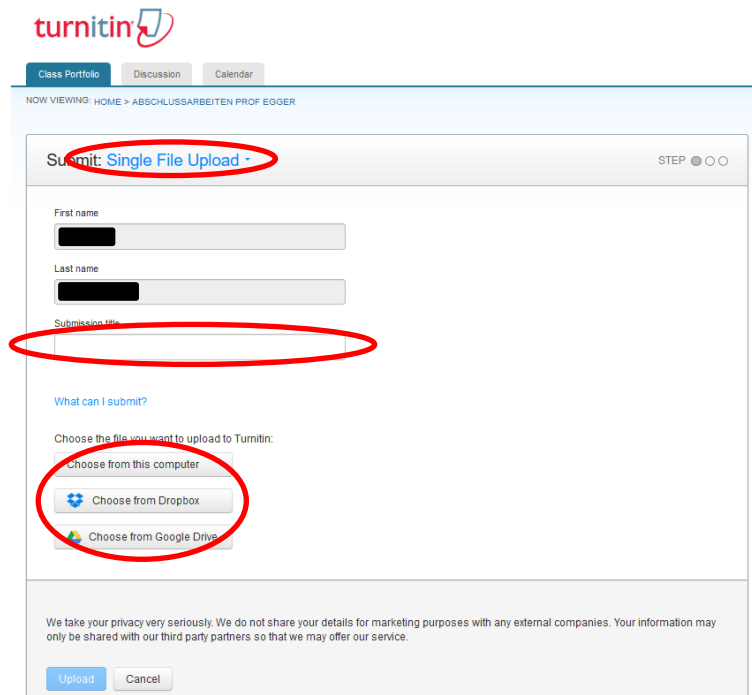 turnitin
Class Portfolio Discussion Calendar
NOW VIEWING: HOME > ABSCHLUSSARBEITEN PROF EGGER
Submit: Single File Upload
STEP
First name
Last name
Submission title
What can I submit?
Choose the file you want to upload to Turnitin:
Choose from this computer
Choose from Dropbox
Choose from Google Drive
We take your privacy very seriously. We do not share your details for marketing purposes with any external companies. Your information may
only be shared with our third party partners so that we may offer our service.
Upload Cancel